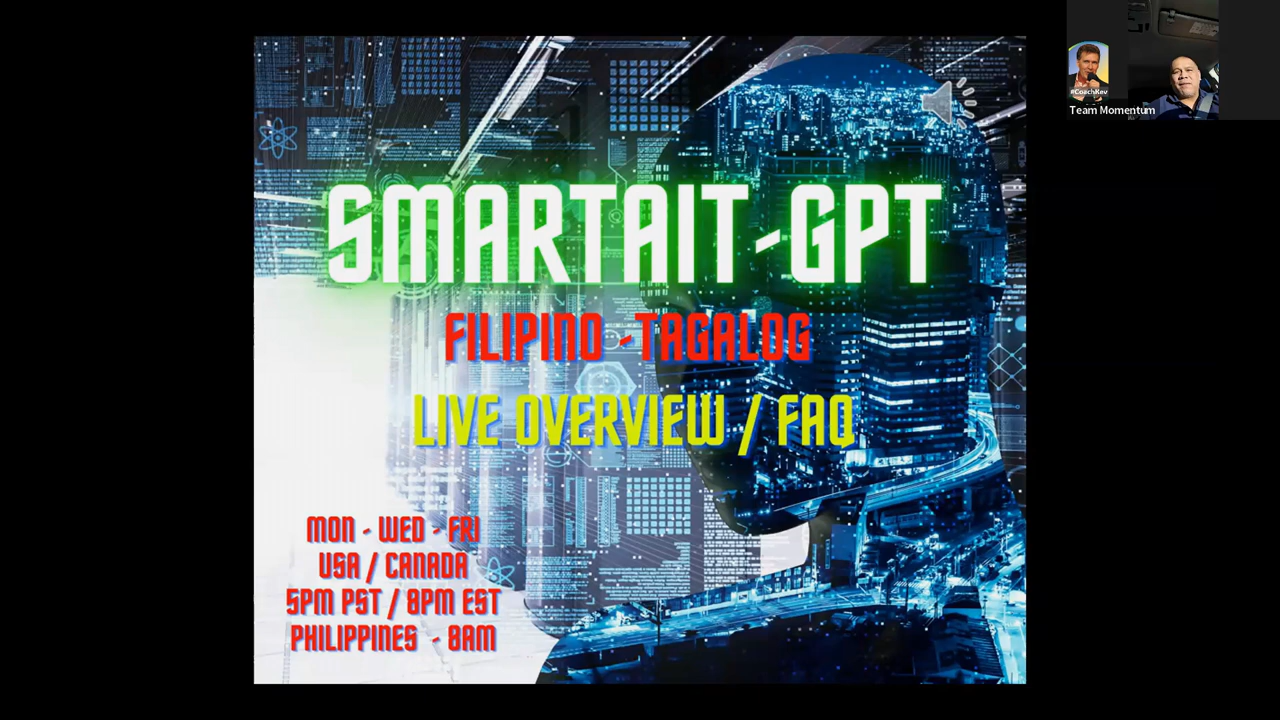 SMARTAIT-GPT
FILIPINO -TAGALOG
LIVE OVERVIEW / FAQ
MON - WED - FRI
USA / CANADA
5PM PST / 8PM EST
PHILIPPINES - 8AM
#CoachKev
Team Momentum